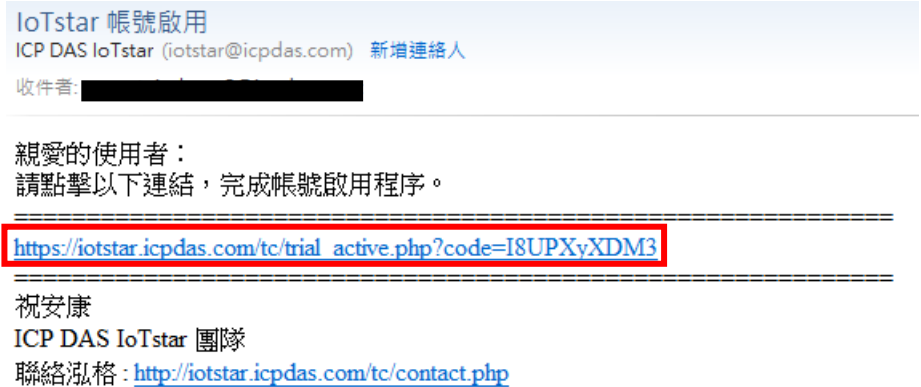 IoTstar 帳號啟用
ICP DAS IoTstar (iotstar@icpdas.com) 新增連絡人
收件者:
親愛的使用者：
請點擊以下連結，完成帳號啟用程序。
=============================================================
https://iotstar.icpdas.com/tc/trial_active.php?code=I8UPXyXDM3
=============================================================
祝安康
ICP DAS IoTstar 團隊
聯絡泓格 : http://iotstar.icpdas.com/tc/contact.php